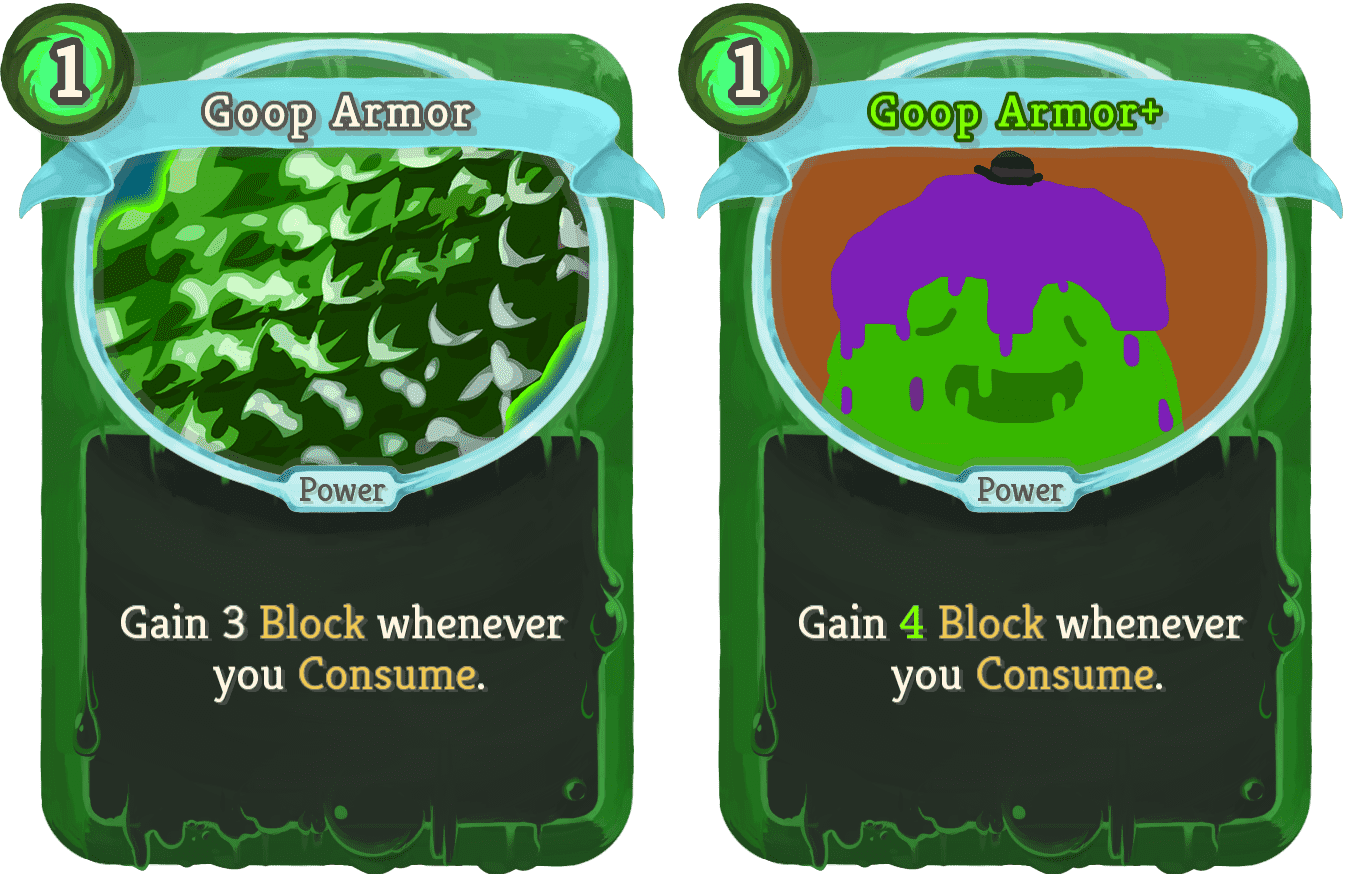 1
Goop Armor
Power
Gain 3 Block whenever
you Consume.
1
Goop Armor+
Power
Gain 4 Block whenever
you Consume.